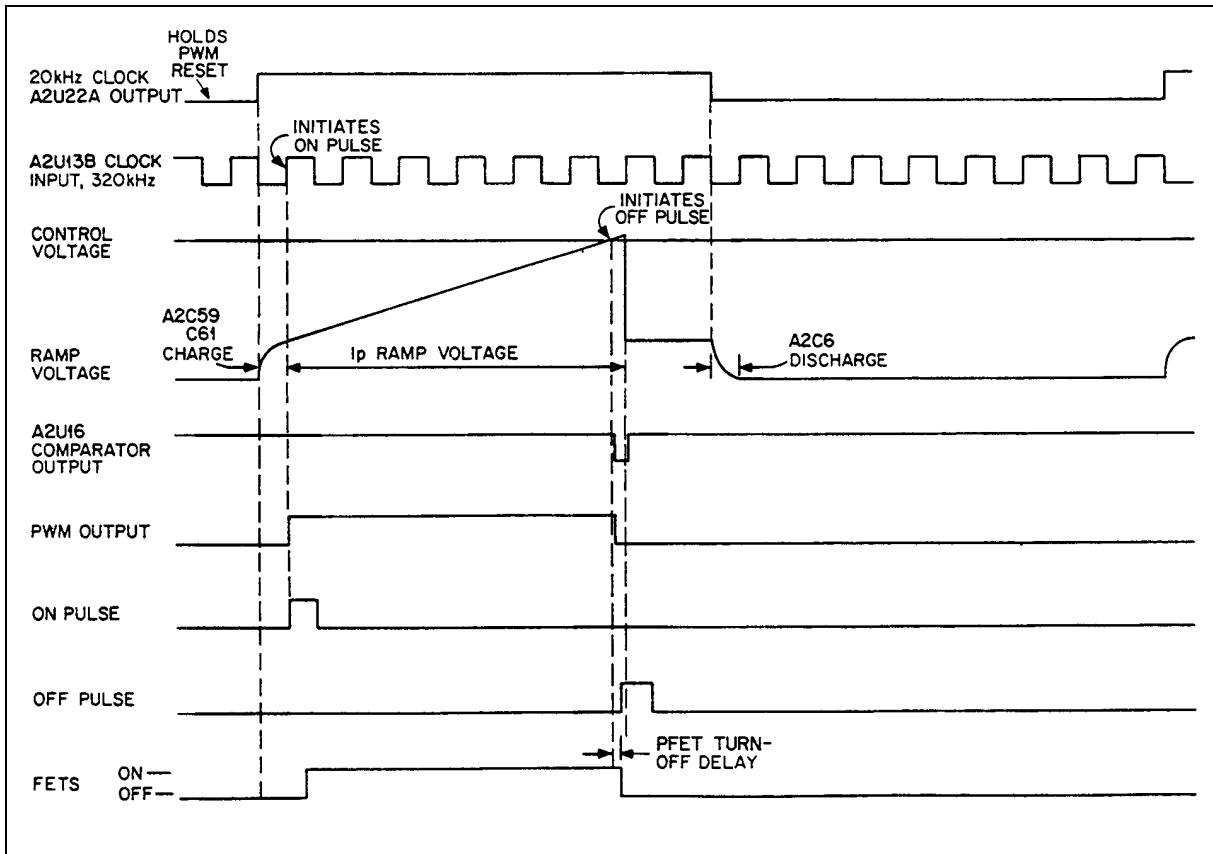 HOLDS
PWM
RESET
20kHz CLOCK
A2U22A OUTPUT
INITIATES
ON PULSE
A2U13B CLOCK
INPUT, 320kHz
INITIATES
OFF PULSE
CONTROL
VOLTAGE
A2C59
C61
CHARGE
RAMP
VOLTAGE
Ip RAMP VOLTAGE
A2C6
DISCHARGE
A2U16
COMPARATOR
OUTPUT
PWM OUTPUT
ON PULSE
OFF PULSE
PFET TURN-
OFF DELAY
FETS
ON
OFF